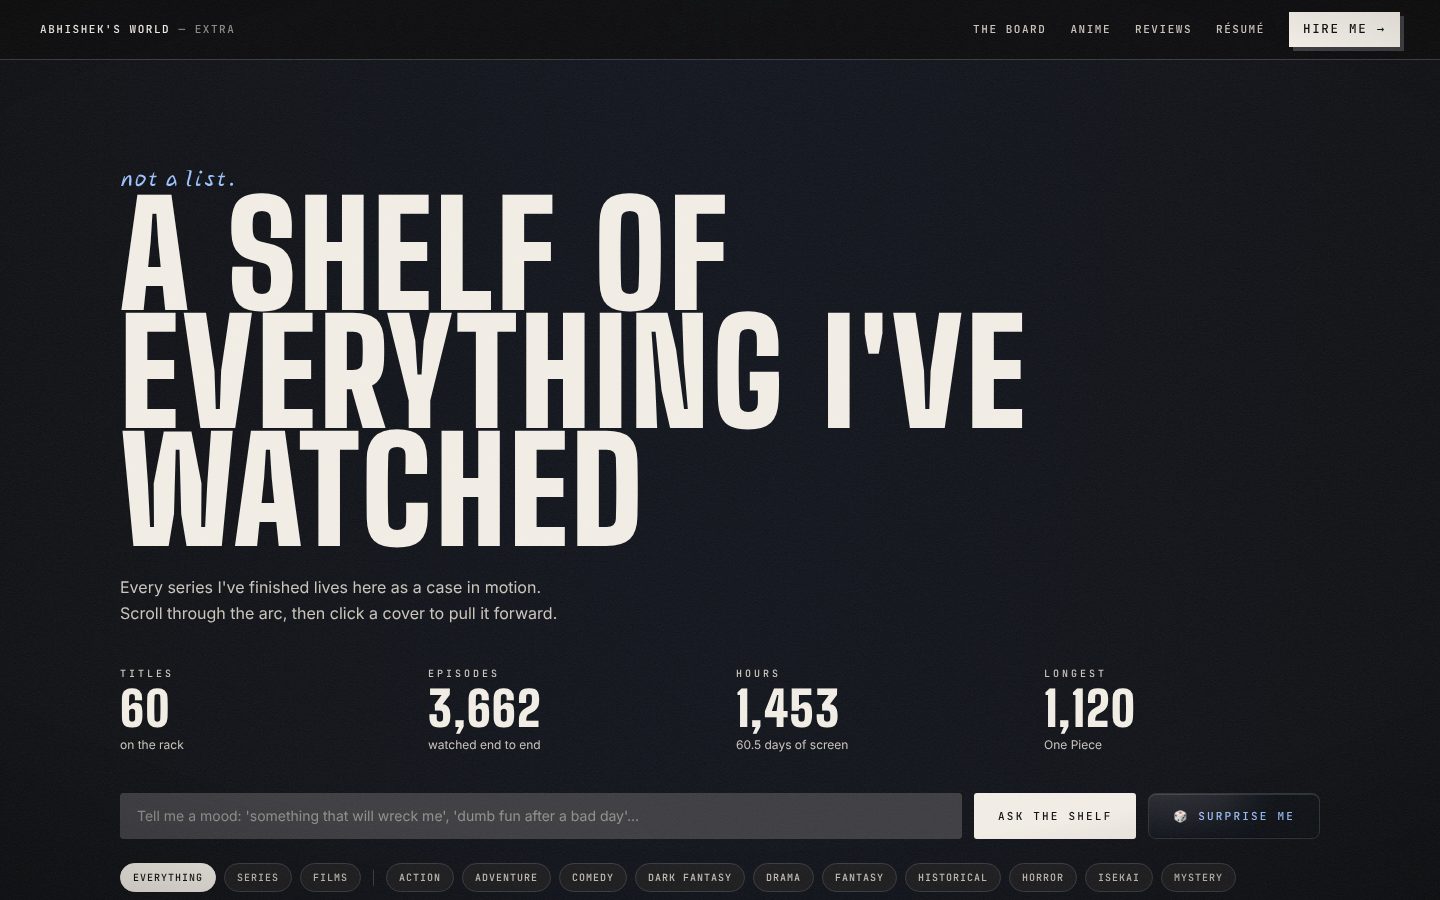 ABHISHEK'S WORLD — EXTRA
THE BOARD ANIME REVIEWS RÉSUMÉ HIRE ME →
not a list.
A SHELF OF
EVERYTHING I'VE
WATCHED
Every series I've finished lives here as a case in motion.
Scroll through the arc, then click a cover to pull it forward.
TITLES
60
on the rack
EPISODES
3,662
watched end to end
HOURS
1,453
60.5 days of screen
LONGEST
1,120
One Piece
Tell me a mood: 'something that will wreck me', 'dumb fun after a bad day'...
ASK THE SHELF
🎲 SURPRISE ME
EVERYTHING SERIES FILMS ACTION ADVENTURE COMEDY DARK FANTASY DRAMA FANTASY HISTORICAL HORROR ISEKAI MYSTERY